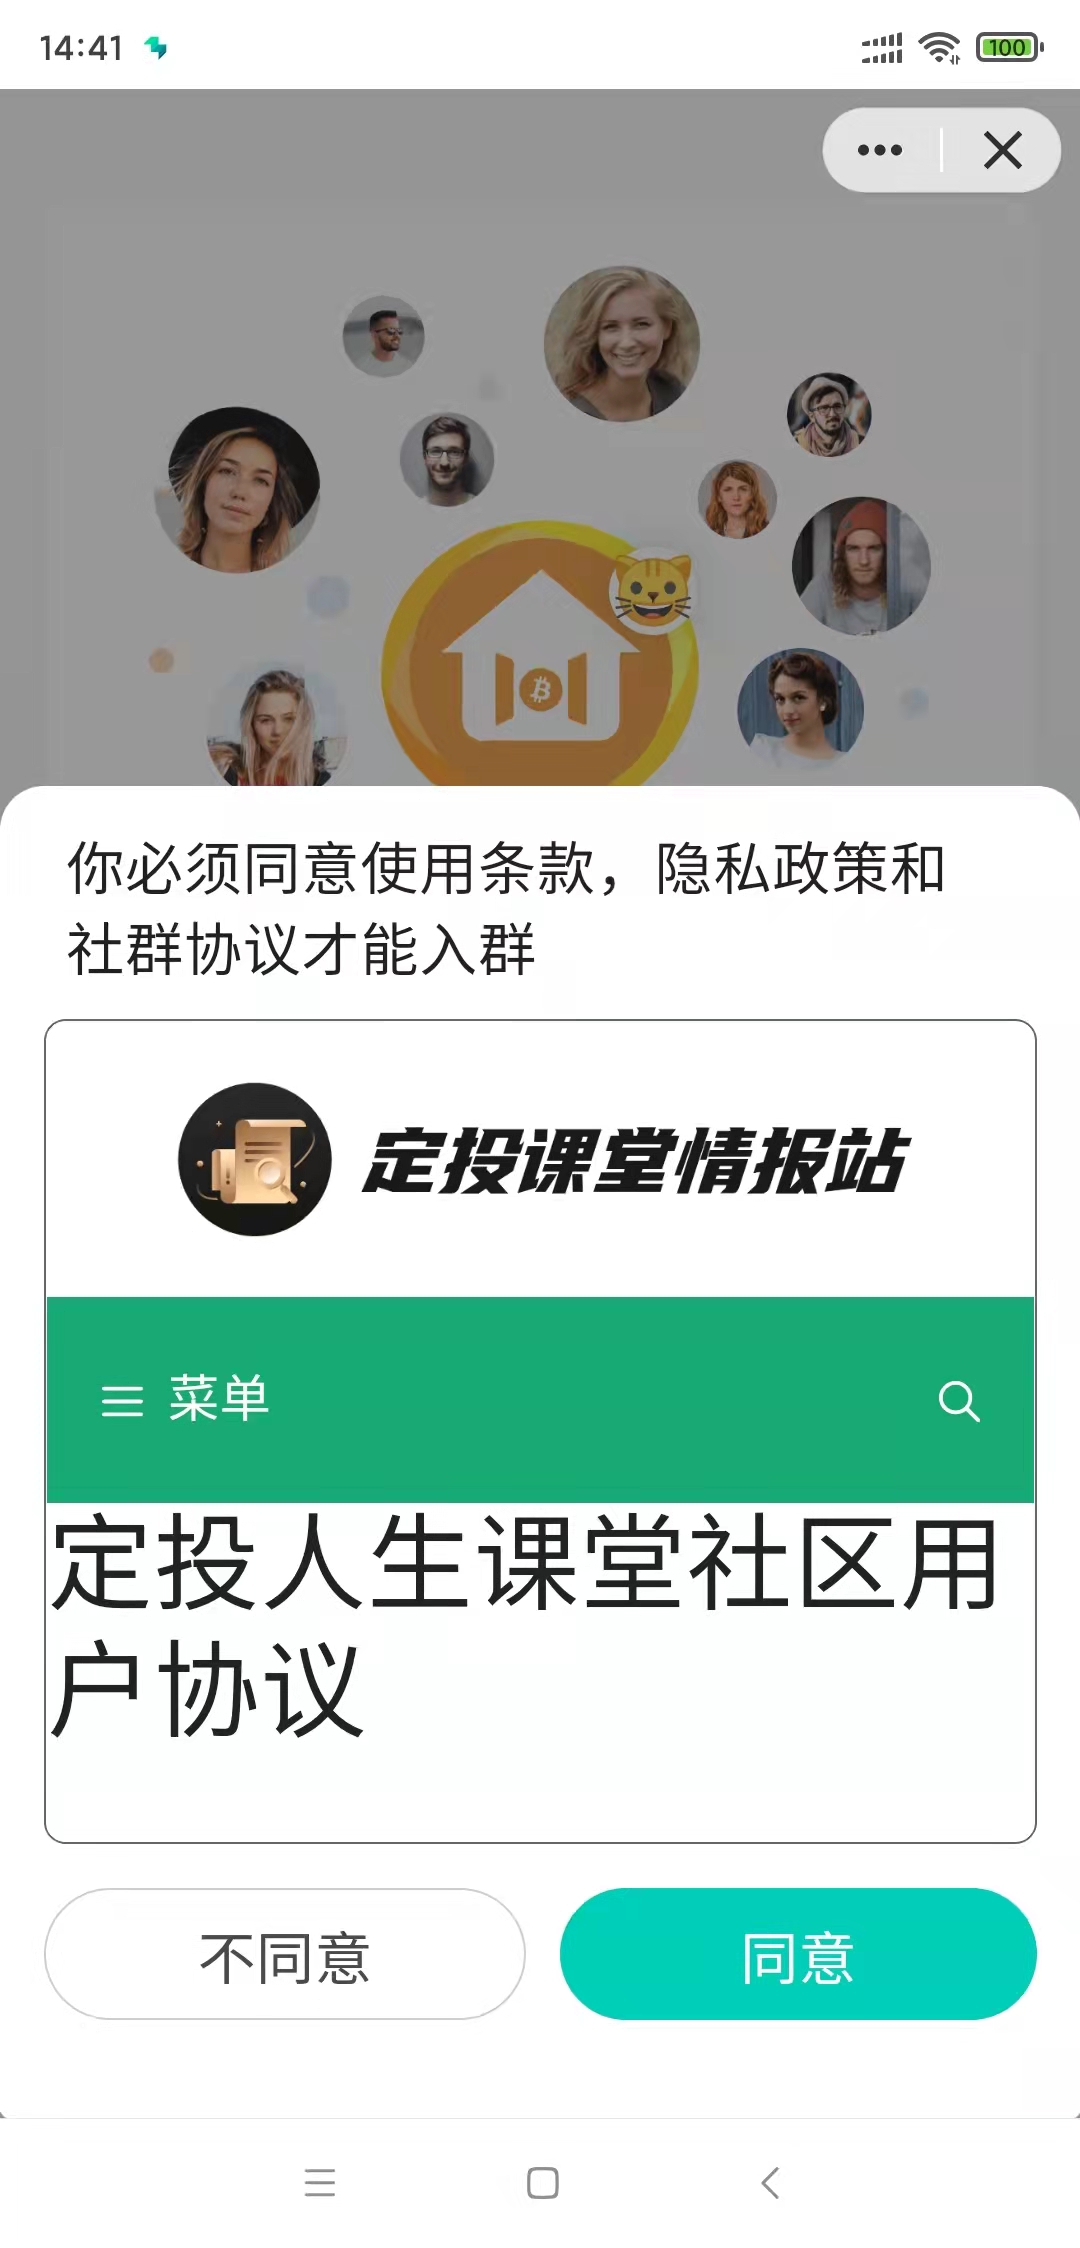 14:41
100
你必须同意使用条款，隐私政策和
社群协议才能入群
定投课堂情报站
菜单
定投人生课堂社区用
户协议
不同意
同意